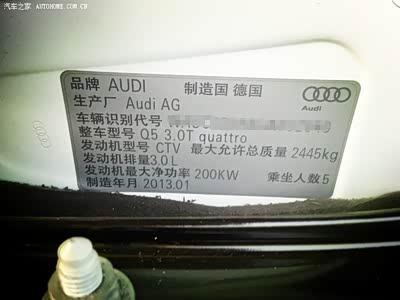 汽车之家 AUTOHOME.COM.CN
品牌 AUDI 制造国 德国
生产厂 Audi AG
Audi
车辆识别代号
整车型号 Q5 3.0T quattro
发动机型号 CTV 最大允许总质量 2445kg
发动机排量3.0L
发动机最大净功率 200KW 乘坐人数5
制造年月 2013.01